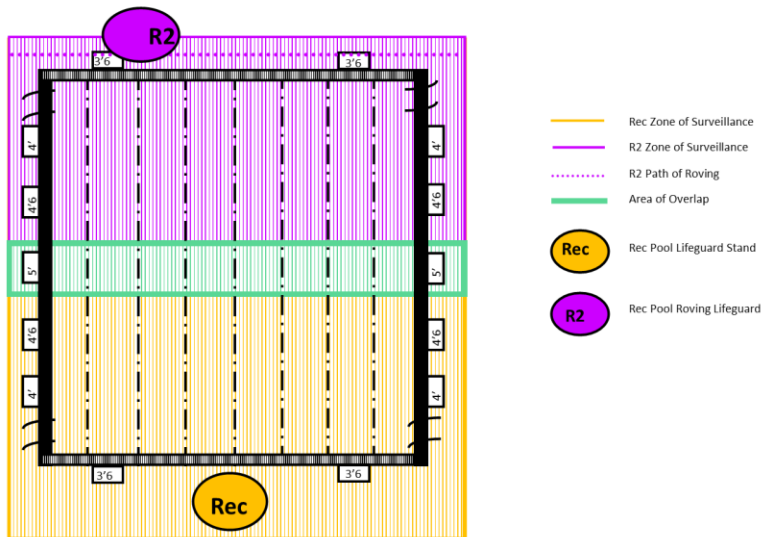 R2
3'6
3'6
4'
4'
4'6
4'6
5'
5'
4'6
4'6
4'
4'
3'6
3'6
Rec
Rec Zone of Surveillance
R2 Zone of Surveillance
R2 Path of Roving
Area of Overlap
Rec
Rec Pool Lifeguard Stand
R2
Rec Pool Roving Lifeguard